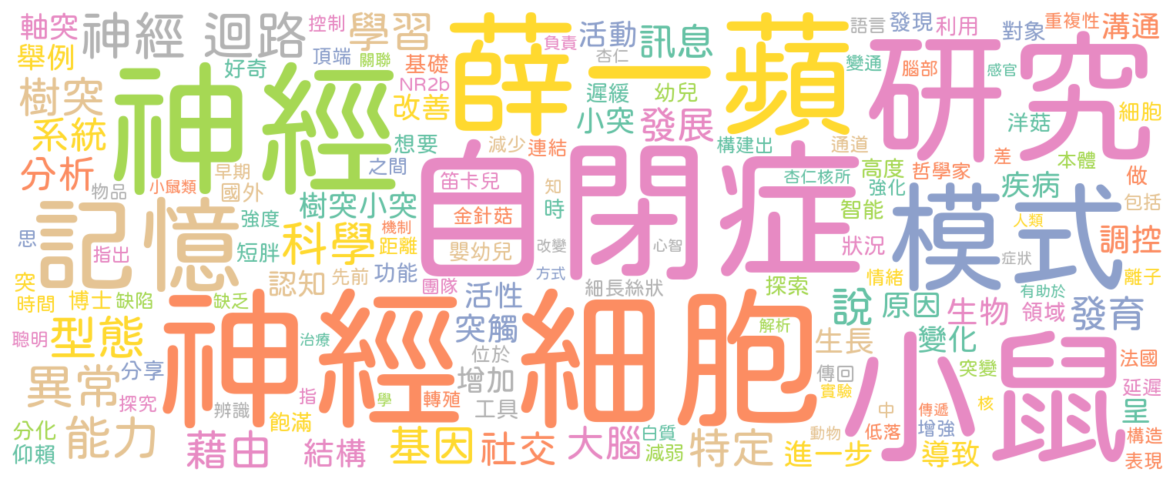 軸突
神經 迴路
控制
學習
薛一蘋
負責
活動
訊息
語言
發現
利用
對象
重複性
溝通
舉例
好奇
頂端
關聯
基礎
杏仁
變通
腦部
感官
研究
神經
NR2b
改善
遲緩
幼兒
樹突
小突
發展
細胞
洋菇
系統
想要
減少
連結
構建出
通道
分析
物品
小鼠類
早期
國外
之間
自閉症
笛卡兒
知
杏仁核所
高度
強化
哲學家
差
本體
疾病
做
包括
記憶
強度
樹突小突
金針菇
時
智能
模式
人類
調控
思
指出
短胖
科學
機制
距離
嬰幼兒
改變
心智
狀況
症狀
突
時間
博士
缺陷
缺乏
認知
先前
功能
團隊
方式
細長絲狀
探索
情緒
離子
有助於
聰明
型態
分享
治療
神經細胞
活性
突觸
解析
說
原因
生物
領域
發育
異常
探究
辨識
指
學
轉殖
位於
增加
工具
生長
傳回
實驗
變化
突變
小鼠
法國
延遲
分化
仰賴
能力
藉由
飽滿
結構
基因
社交
大腦
白質
減弱
特定
動物
進一步
中
低落
傳遞
增強
核
導致
呈
構造
表現